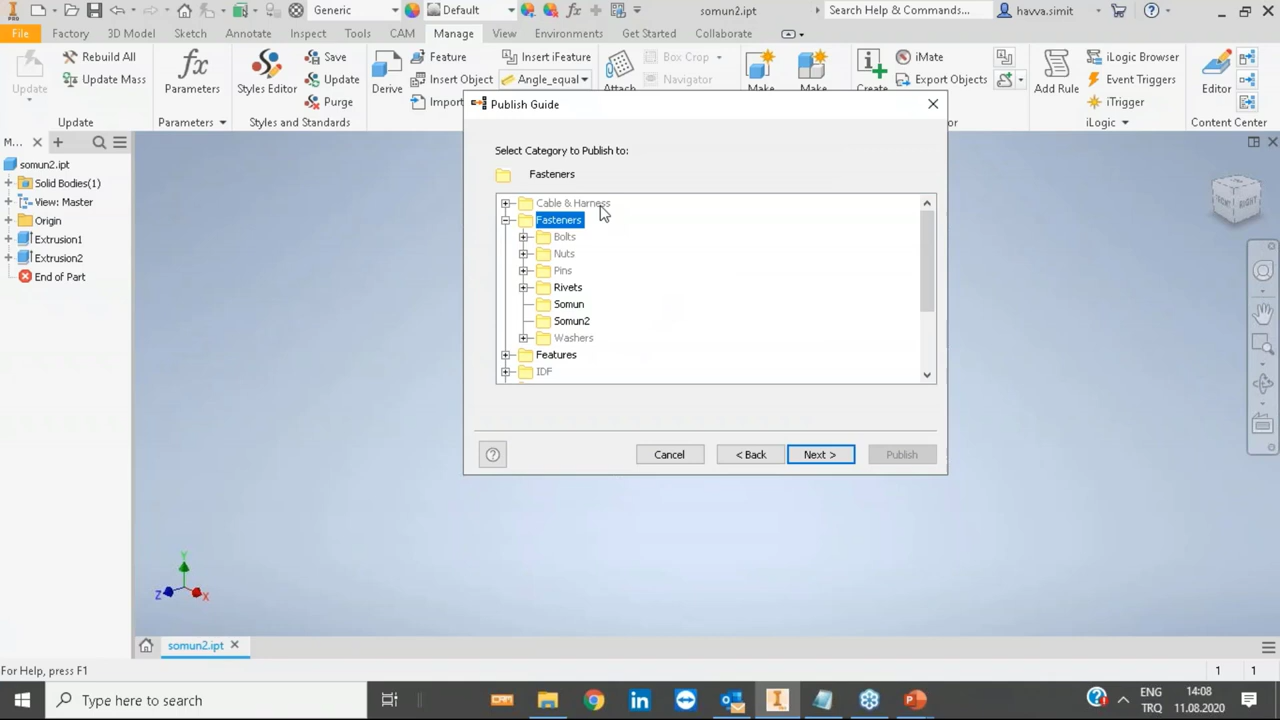 PRO
Generic
Default
somun2.ipt
Search Help & Commands...
havva.simit
File
Factory
3D Model
Sketch
Annotate
Inspect
Tools
CAM
Manage
View
Environments
Get Started
Collaborate
Update
Rebuild All
Update Mass
Update
Parameters
Parameters
Styles Editor
Save
Update
Purge
Styles and Standards
Derive
Feature
Insert Object
Import
Insert iFeature
Angle_equal
Attach
Box Crop
Navigator
Make
Make
Create
iMate
Export Objects
Add Rule
iLogic Browser
Event Triggers
iTrigger
iLogic
Editor
Content Center
M...
somun2.ipt
Solid Bodies(1)
View: Master
Origin
Extrusion1
Extrusion2
End of Part
Publish Guide
Select Category to Publish to:
Fasteners
Cable & Harness
Fasteners
Bolts
Nuts
Pins
Rivets
Somun
Somun2
Washers
Features
IDF
Cancel
< Back
Next >
Publish
FRONT
RIGHT
Y
Z
X
somun2.ipt
For Help, press F1
1
1
Type here to search
ENG
TRQ
14:08
11.08.2020